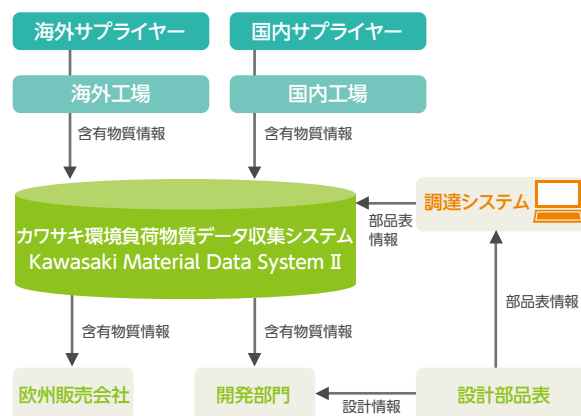 海外サプライヤー
国内サプライヤー
海外工場
国内工場
含有物質情報
含有物質情報
カワサキ環境負荷物質データ収集システム
Kawasaki Material Data System Ⅱ
部品表
情報
調達システム
部品表情報
含有物質情報
含有物質情報
欧州販売会社
開発部門
設計情報
設計部品表